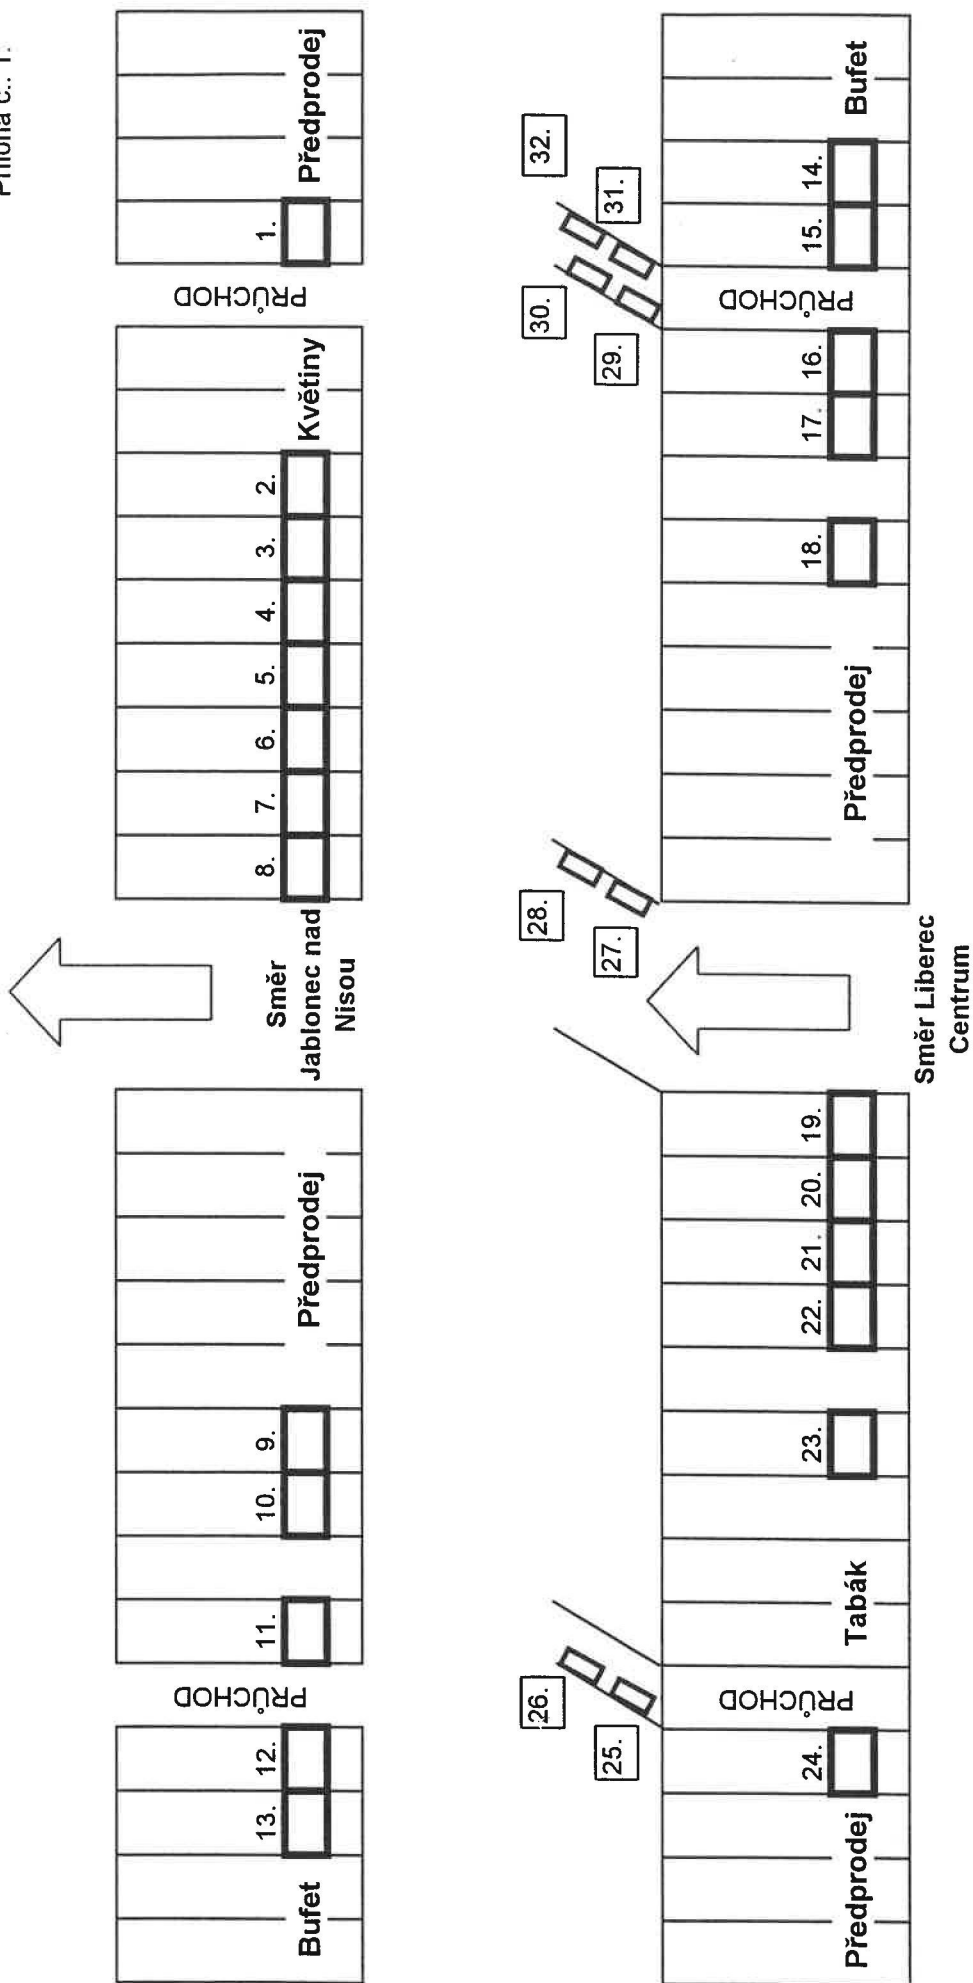 Příloha č.. 1.
13.
12.
11.
10.
9.
8.
7.
6.
5.
4.
3.
2.
1.
Bufet
PRŮCHOD
Předprodej
Směr
Jablonec nad
Nisou
Květiny
PRŮCHOD
Předprodej
26.
28.
30.
32.
25.
27.
29.
31.
24.
23.
22.
21.
20.
19.
18.
17.
16.
15.
14.
Předprodej
PRŮCHOD
Tabák
Předprodej
PRŮCHOD
Bufet
Směr Liberec
Centrum